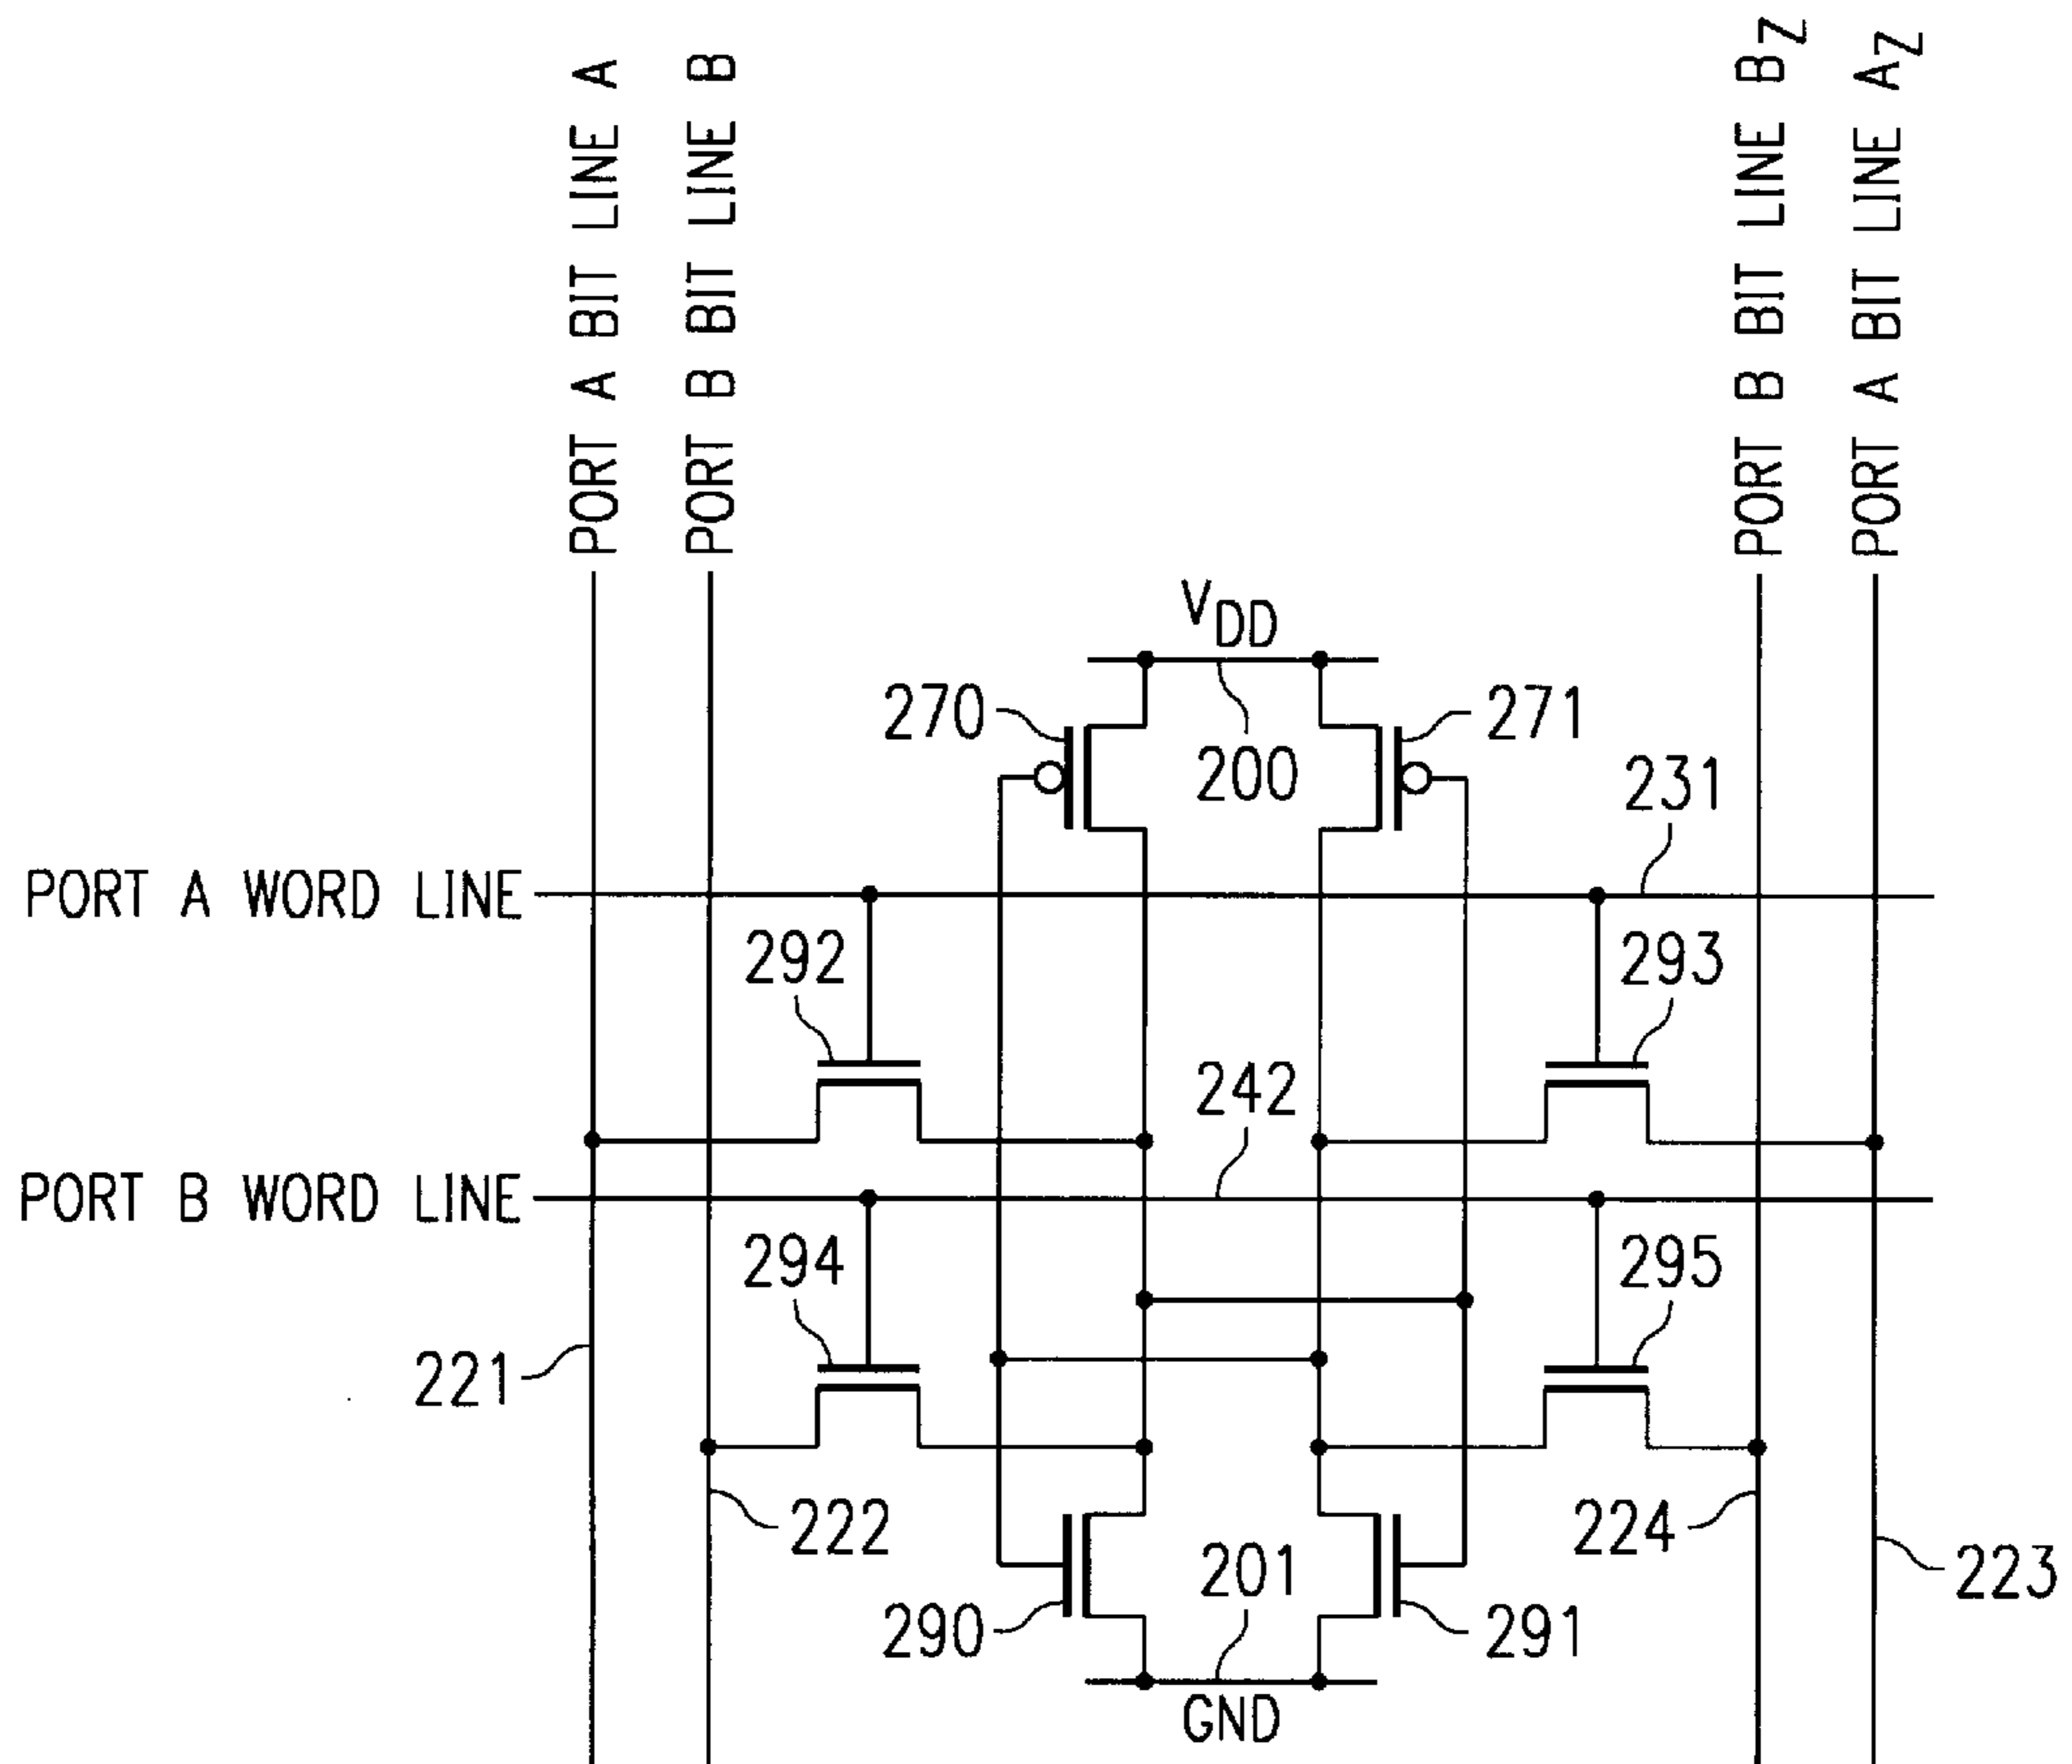 PORT A BIT LINE A
PORT B BIT LINE B
PORT B BIT LINE BZ
PORT A BIT LINE AZ
VDD
270
271
200
231
PORT A WORD LINE
292
293
242
PORT B WORD LINE
294
295
221
222
224
201
223
290
291
GND